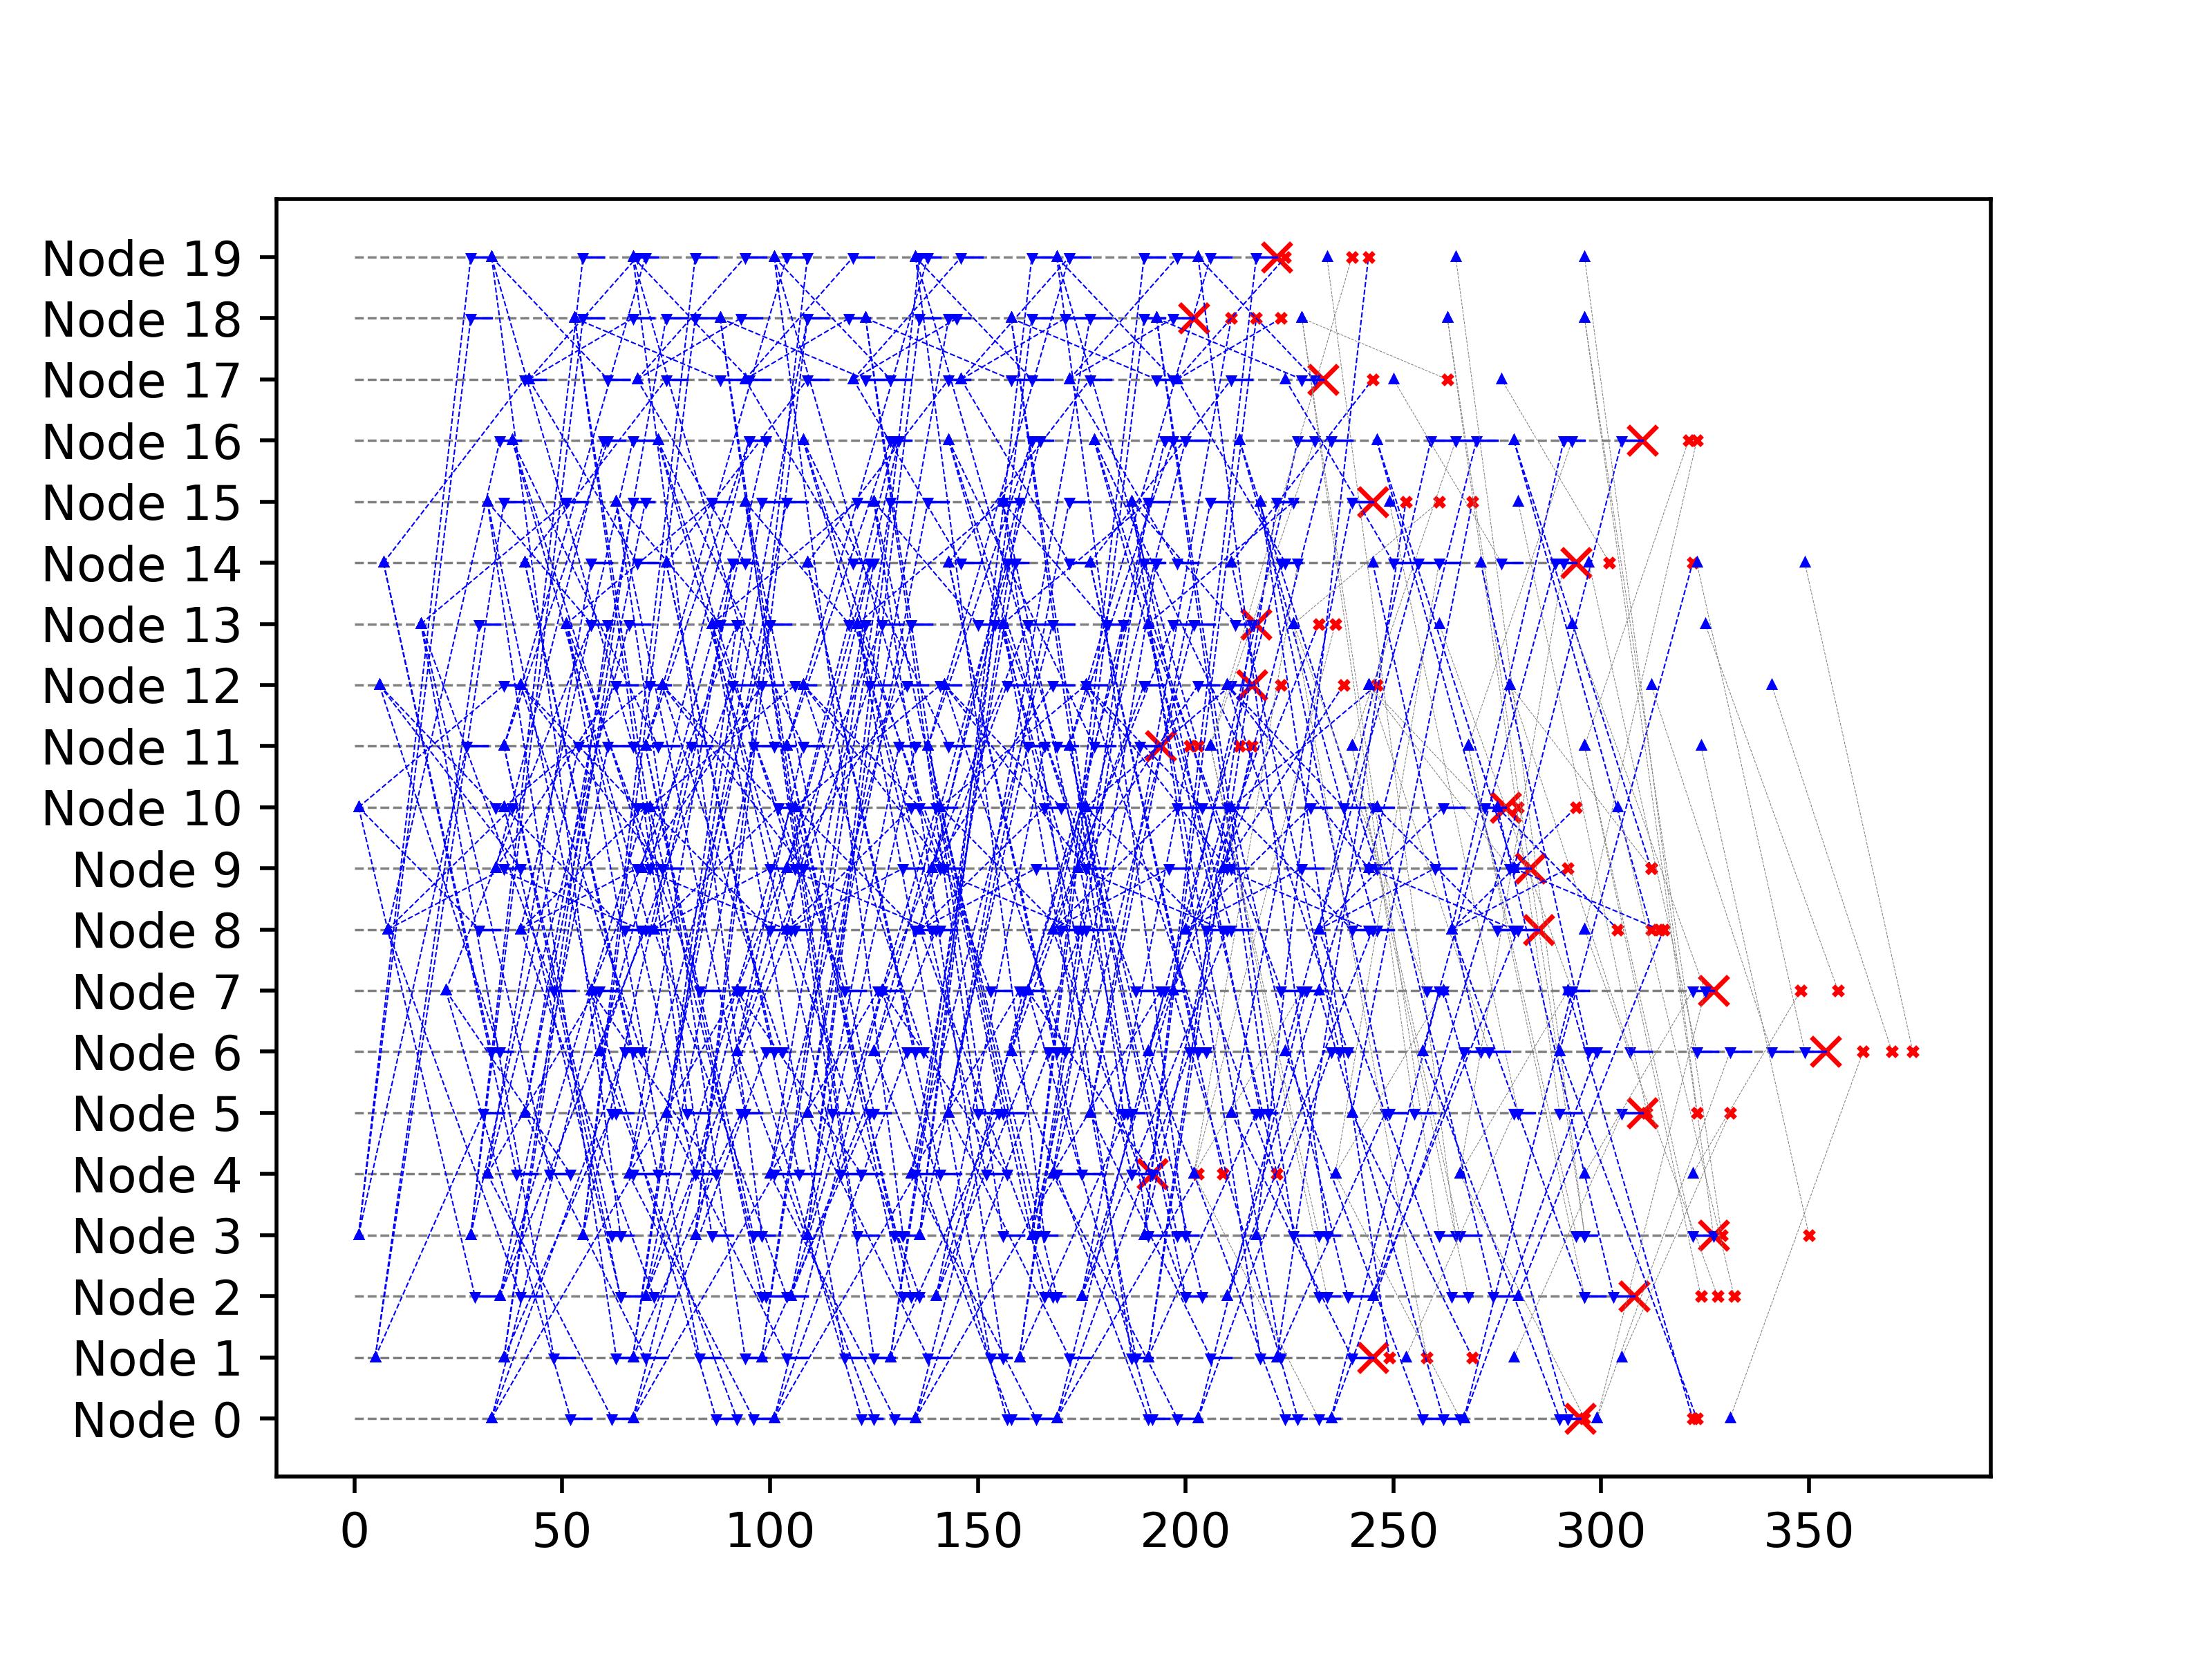 Node 19
Node 18
Node 17
Node 16
Node 15
Node 14
Node 13
Node 12
Node 11
Node 10
Node 9
Node 8
Node 7
Node 6
Node 5
Node 4
Node 3
Node 2
Node 1
Node 0
0 50 100 150 200 250 300 350